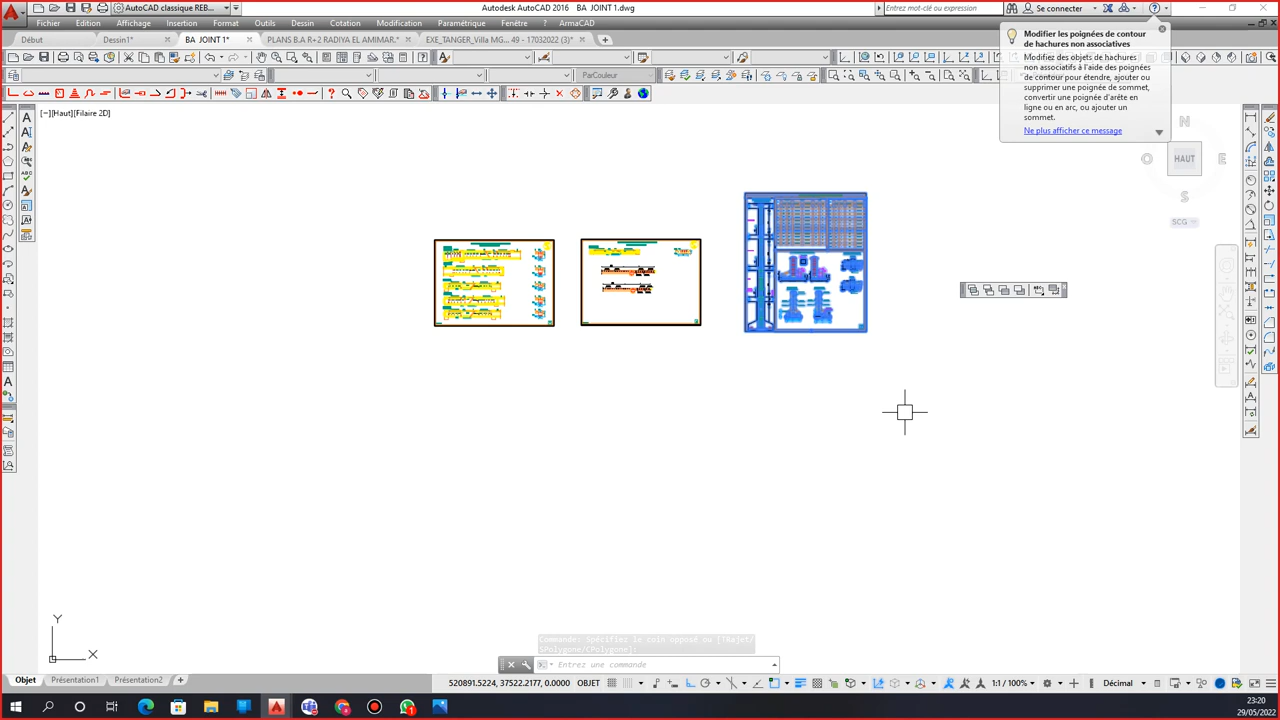 AutoCAD classique REB...
Autodesk AutoCAD 2016 BA JOINT 1.dwg
Entrez mot-clé ou expression
Se connecter
Fichier Edition Affichage Insertion Format Outils Dessin Cotation Modification Paramétrique Fenêtre ? ArmaCAD
Début Dessin1* BA JOINT 1* PLANS B.A R+2 RADIYA EL AMIMAR.* EXE_TANGER_Villa MG... 49 - 17032022 (3)*
ParCouleur
Modifier les poignées de contour
de hachures non associatives
Modifiez des objets de hachures
non associatifs à l'aide des poignées
de contour pour étendre, ajouter ou
supprimer une poignée de sommet,
convertir une poignée d'arête en
ligne ou en arc, ou ajouter un
sommet.
Ne plus afficher ce message
[−][Haut][Filaire 2D]
N
O HAUT E
S
SCG
Y
X
Commande: Spécifiez le coin opposé ou [TRajet/
SPolygone/CPolygone]:
Entrez une commande
Objet Présentation1 Présentation2 +
520891.5224, 37522.2177, 0.0000 OBJET
1:1 / 100%
Décimal
23:20
29/05/2022